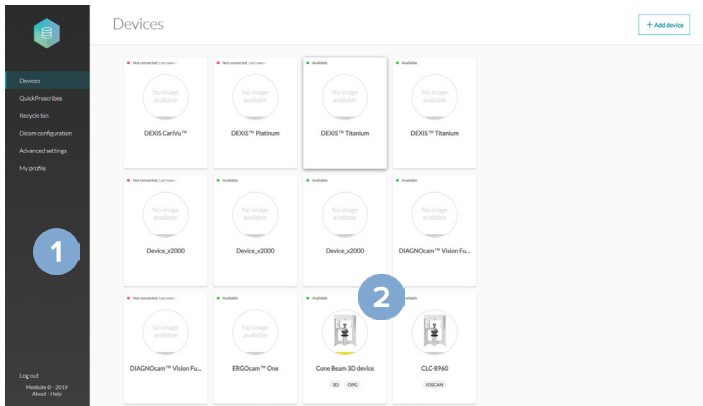 Devices
+ Add device
Devices
QuickPrescribes
Recycle bin
Dicom configuration
Advanced settings
My profile
1
Log out
Medicim © - 2019
About - Help
Not connected, Last seen -
No image
available
DEXIS CariVu™
Not connected, Last seen -
No image
available
DEXIS™ Platinum
Available
No image
available
DEXIS™ Titanium
Available
No image
available
DEXIS™ Titanium
Not connected, Last seen -
No image
available
Device_x2000
Available
No image
available
Device_x2000
Available
No image
available
Device_x2000
Available
No image
available
DIAGNOcam™ Vision Fu...
Not connected, Last seen -
No image
available
DIAGNOcam™ Vision Fu...
Available
No image
available
ERGOcam™ One
Available
2
Cone Beam 3D device
3D OPG
CLC-8960
IOSCAN